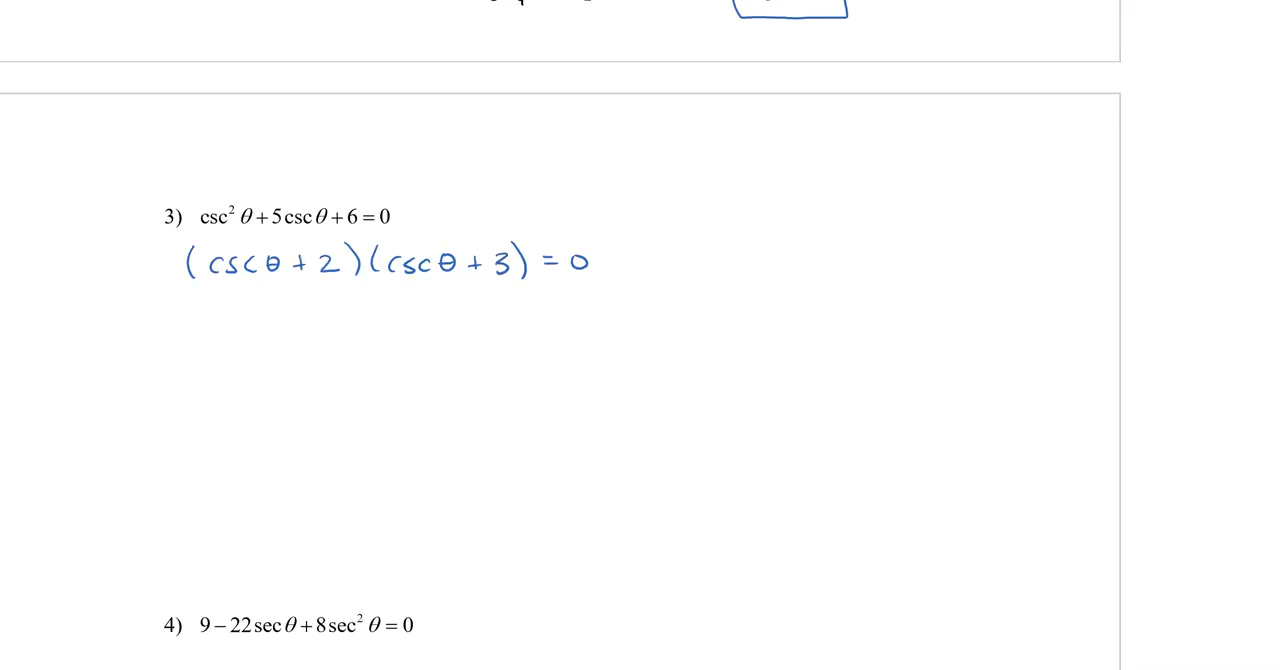 3) csc² θ + 5 csc θ + 6 = 0
(csc θ + 2)(csc θ + 3) = 0
4) 9 − 22 sec θ + 8 sec² θ = 0